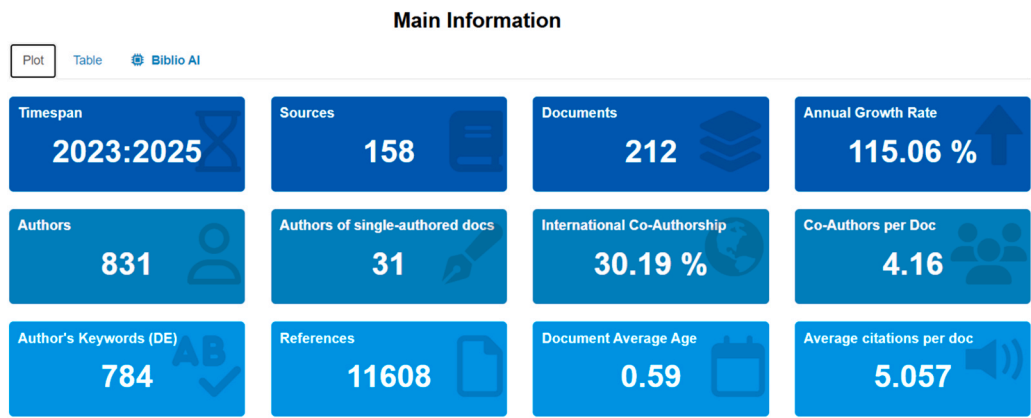 Main Information
Plot Table Biblio AI
Timespan Sources Documents Annual Growth Rate
2023:2025 158 212 115.06 %
Authors Authors of single-authored docs International Co-Authorship Co-Authors per Doc
831 31 30.19 % 4.16
Author's Keywords (DE) References Document Average Age Average citations per doc
AB
784 11608 0.59 5.057